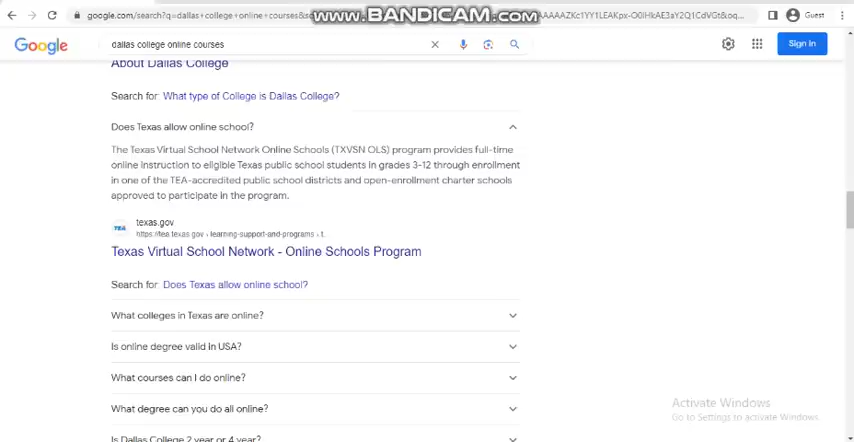 google.com/search?q=dallas+college+online+courses&s
WWW.BANDICAM.COM
Guest
Google
dallas college online courses
Sign in
About Dallas College
Search for: What type of College is Dallas College?
Does Texas allow online school?
The Texas Virtual School Network Online Schools (TXVSN OLS) program provides full-time
online instruction to eligible Texas public school students in grades 3-12 through enrollment
in one of the TEA-accredited public school districts and open-enrollment charter schools
approved to participate in the program.
TEA
texas.gov
https://tea.texas.gov › learning-support-and-programs › t.
Texas Virtual School Network - Online Schools Program
Search for: Does Texas allow online school?
What colleges in Texas are online?
Is online degree valid in USA?
What courses can I do online?
What degree can you do all online?
Is Dallas College 2 year or 4 year?
Activate Windows
Go to Settings to activate Windows.